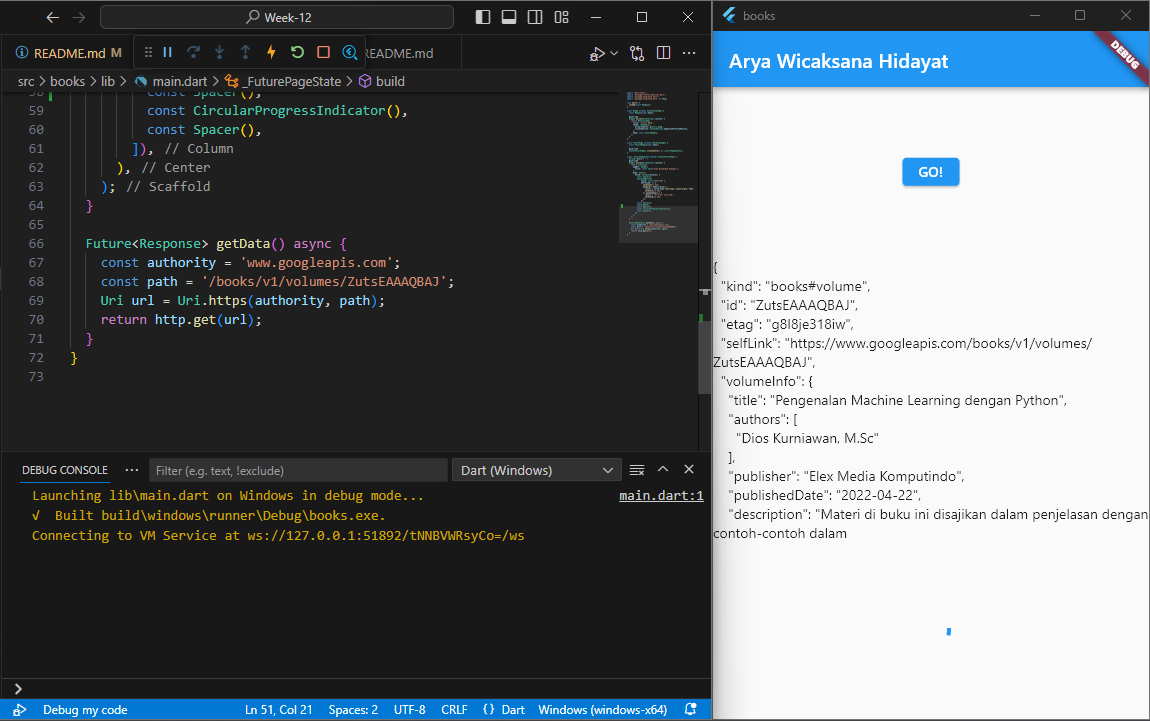 Week-12
README.md M
README.md
src > books > lib > main.dart > _FuturePageState > build
58 const Spacer(),
59 const CircularProgressIndicator(),
60 const Spacer(),
61 ]), // Column
62 ), // Center
63 ); // Scaffold
64 }
65
66 Future<Response> getData() async {
67 const authority = 'www.googleapis.com';
68 const path = '/books/v1/volumes/ZutsEAAAQBAJ';
69 Uri url = Uri.https(authority, path);
70 return http.get(url);
71 }
72 }
73
DEBUG CONSOLE
Filter (e.g. text, !exclude)
Dart (Windows)
Launching lib\main.dart on Windows in debug mode...
main.dart:1
√ Built build\windows\runner\Debug\books.exe.
Connecting to VM Service at ws://127.0.0.1:51892/tNNBVWRsyCo=/ws
Debug my code
Ln 51, Col 21
Spaces: 2
UTF-8
CRLF
{} Dart
Windows (windows-x64)
books
Arya Wicaksana Hidayat
DEBUG
GO!
{
"kind": "books#volume",
"id": "ZutsEAAAQBAJ",
"etag": "g8l8je318iw",
"selfLink": "https://www.googleapis.com/books/v1/volumes/
ZutsEAAAQBAJ",
"volumeInfo": {
"title": "Pengenalan Machine Learning dengan Python",
"authors": [
"Dios Kurniawan, M.Sc"
],
"publisher": "Elex Media Komputindo",
"publishedDate": "2022-04-22",
"description": "Materi di buku ini disajikan dalam penjelasan dengan
contoh-contoh dalam